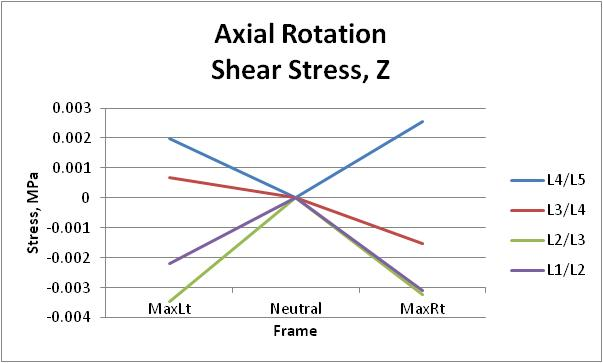 Axial Rotation
Shear Stress, Z
Stress, MPa
0.003
0.002
0.001
0
-0.001
-0.002
-0.003
-0.004
MaxLt
Neutral
MaxRt
Frame
L4/L5
L3/L4
L2/L3
L1/L2